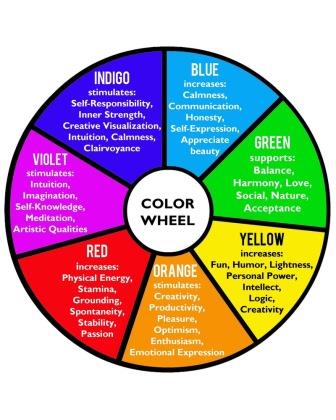 INDIGO
stimulates:
Self-Responsibility,
Inner Strength,
Creative Visualization,
Intuition, Calmness,
Clairvoyance
BLUE
increases:
Calmness,
Communication,
Honesty,
Self-Expression,
Appreciate
beauty
GREEN
supports:
Balance,
Harmony, Love,
Social, Nature,
Acceptance
YELLOW
increases:
Fun, Humor, Lightness,
Personal Power,
Intellect,
Logic,
Creativity
ORANGE
stimulates:
Creativity,
Productivity,
Pleasure,
Optimism,
Enthusiasm,
Emotional Expression
RED
increases:
Physical Energy,
Stamina,
Grounding,
Spontaneity,
Stability,
Passion
VIOLET
stimulates:
Intuition,
Imagination,
Self-Knowledge,
Meditation,
Artistic Qualities
COLOR
WHEEL